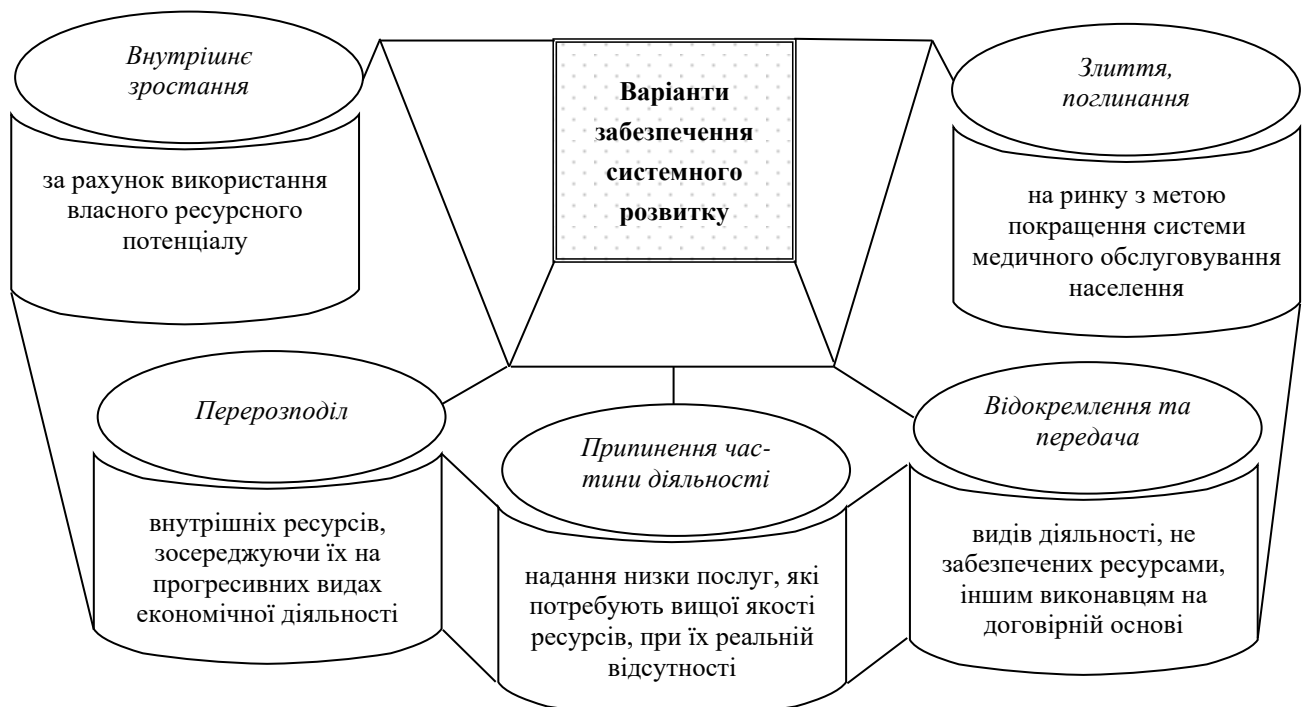 Внутрішнє
зростання
за рахунок використання
власного ресурсного
потенціалу
Варіанти
забезпечення
системного
розвитку
Злиття,
поглинання
на ринку з метою
покращення системи
медичного обслуговування
населення
Перерозподіл
внутрішніх ресурсів,
зосереджуючи їх на
прогресивних видах
економічної діяльності
Припинення час-
тини діяльності
надання низки послуг, які
потребують вищої якості
ресурсів, при їх реальній
відсутності
Відокремлення та
передача
видів діяльності, не
забезпечених ресурсами,
іншим виконавцям на
договірній основі